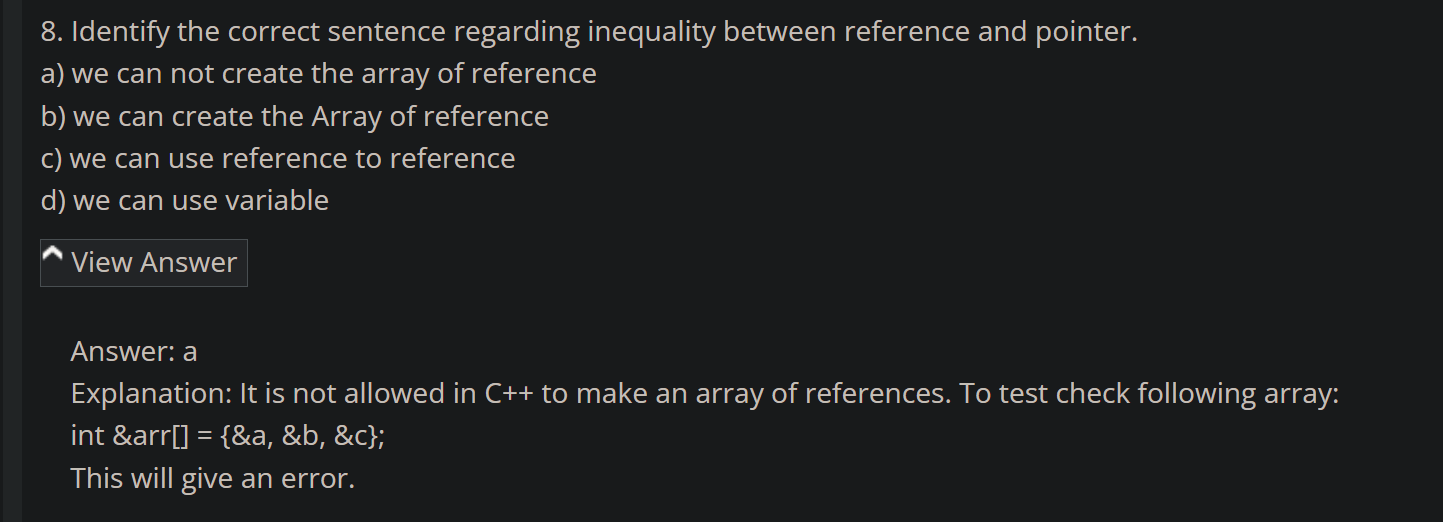 8. Identify the correct sentence regarding inequality between reference and pointer.
a) we can not create the array of reference
b) we can create the Array of reference
c) we can use reference to reference
d) we can use variable
View Answer
Answer: a
Explanation: It is not allowed in C++ to make an array of references. To test check following array:
int &arr[] = {&a, &b, &c};
This will give an error.